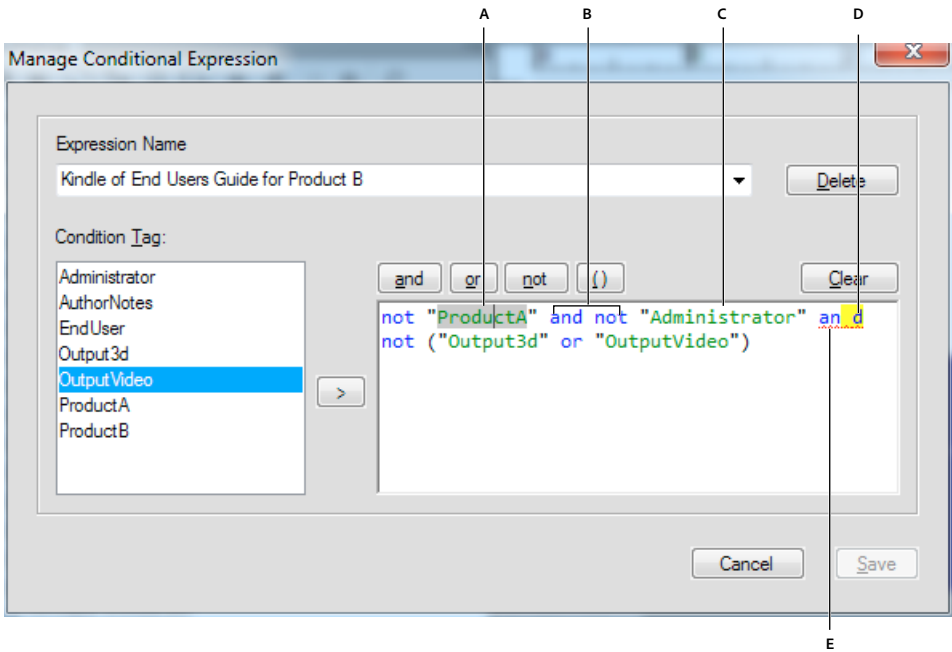 A B C D
Manage Conditional Expression
Expression Name
Kindle of End Users Guide for Product B
Delete
Condition Tag:
Administrator
AuthorNotes
EndUser
Output3d
OutputVideo
ProductA
ProductB
>
and or not () Clear
not "ProductA" and not "Administrator" an d
not ("Output3d" or "OutputVideo")
Cancel Save
E